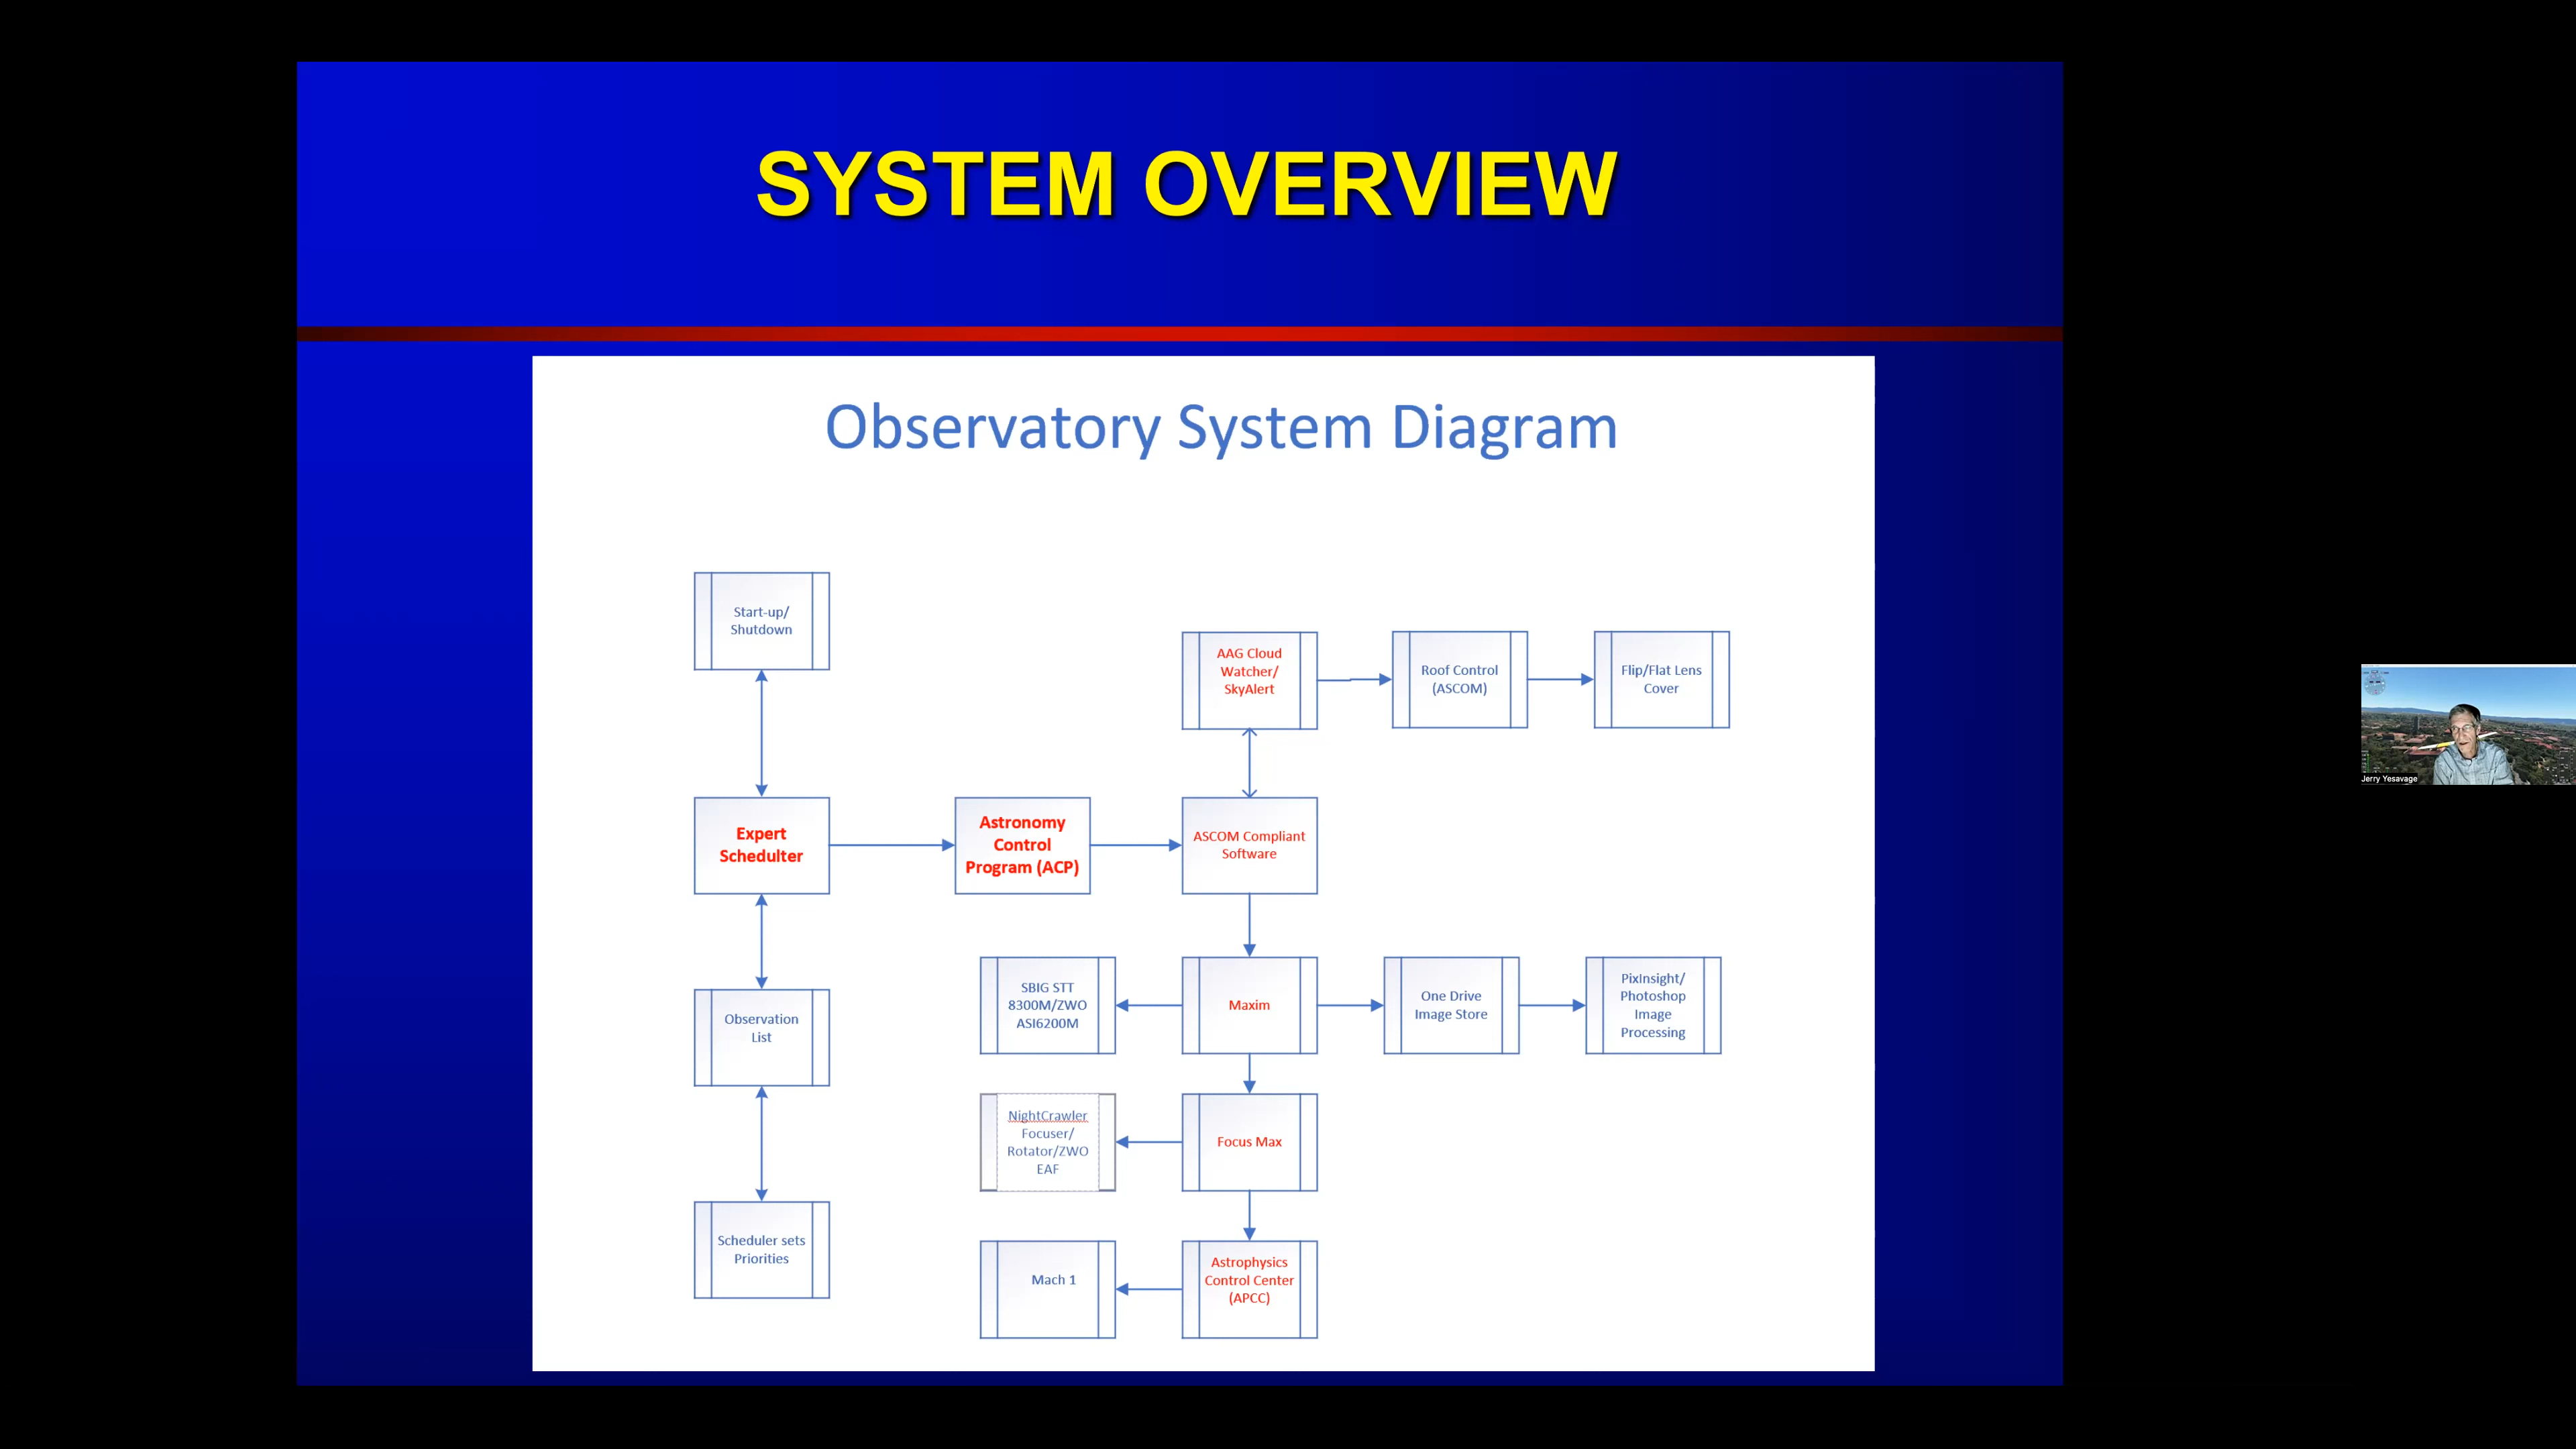 SYSTEM OVERVIEW
Observatory System Diagram
Start-up/
Shutdown
AAG Cloud
Watcher/
SkyAlert
Roof Control
(ASCOM)
Flip/Flat Lens
Cover
Expert
Schedulter
Astronomy
Control
Program (ACP)
ASCOM Compliant
Software
SBIG STT
8300M/ZWO
ASI6200M
Maxim
One Drive
Image Store
PixInsight/
Photoshop
Image
Processing
Observation
List
NightCrawler
Focuser/
Rotator/ZWO
EAF
Focus Max
Scheduler sets
Priorities
Mach 1
Astrophysics
Control Center
(APCC)
Jerry Yesavage